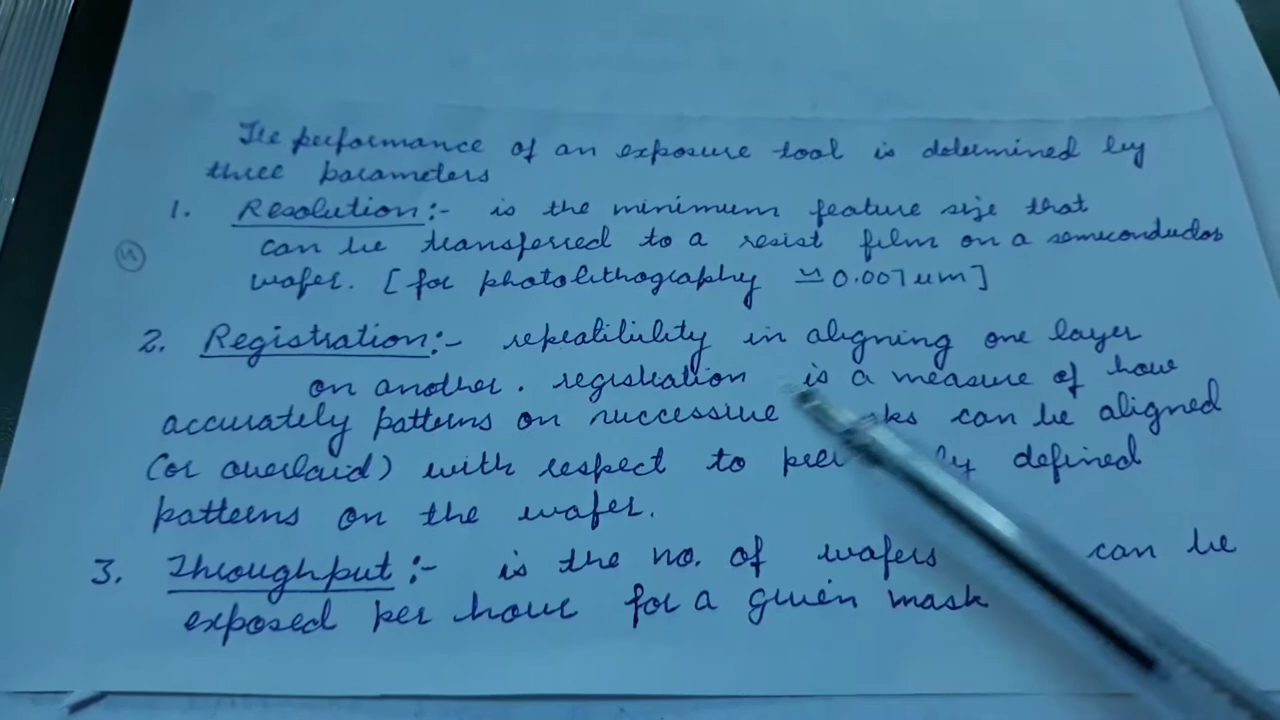 The performance of an exposure tool is determined by
three parameters
1. Resolution:- is the minimum feature size that
can be transferred to a resist film on a semiconductor
wafer. [for photolithography ≃ 0.007 um]
2. Registration:- repeatibility in aligning one layer
on another. registration is a measure of how
accurately patterns on successive can be aligned
(or overlaid) with respect to defined
patterns on the wafer.
3. Throughput:- is the no. of wafers can be
exposed per hour for a given mask